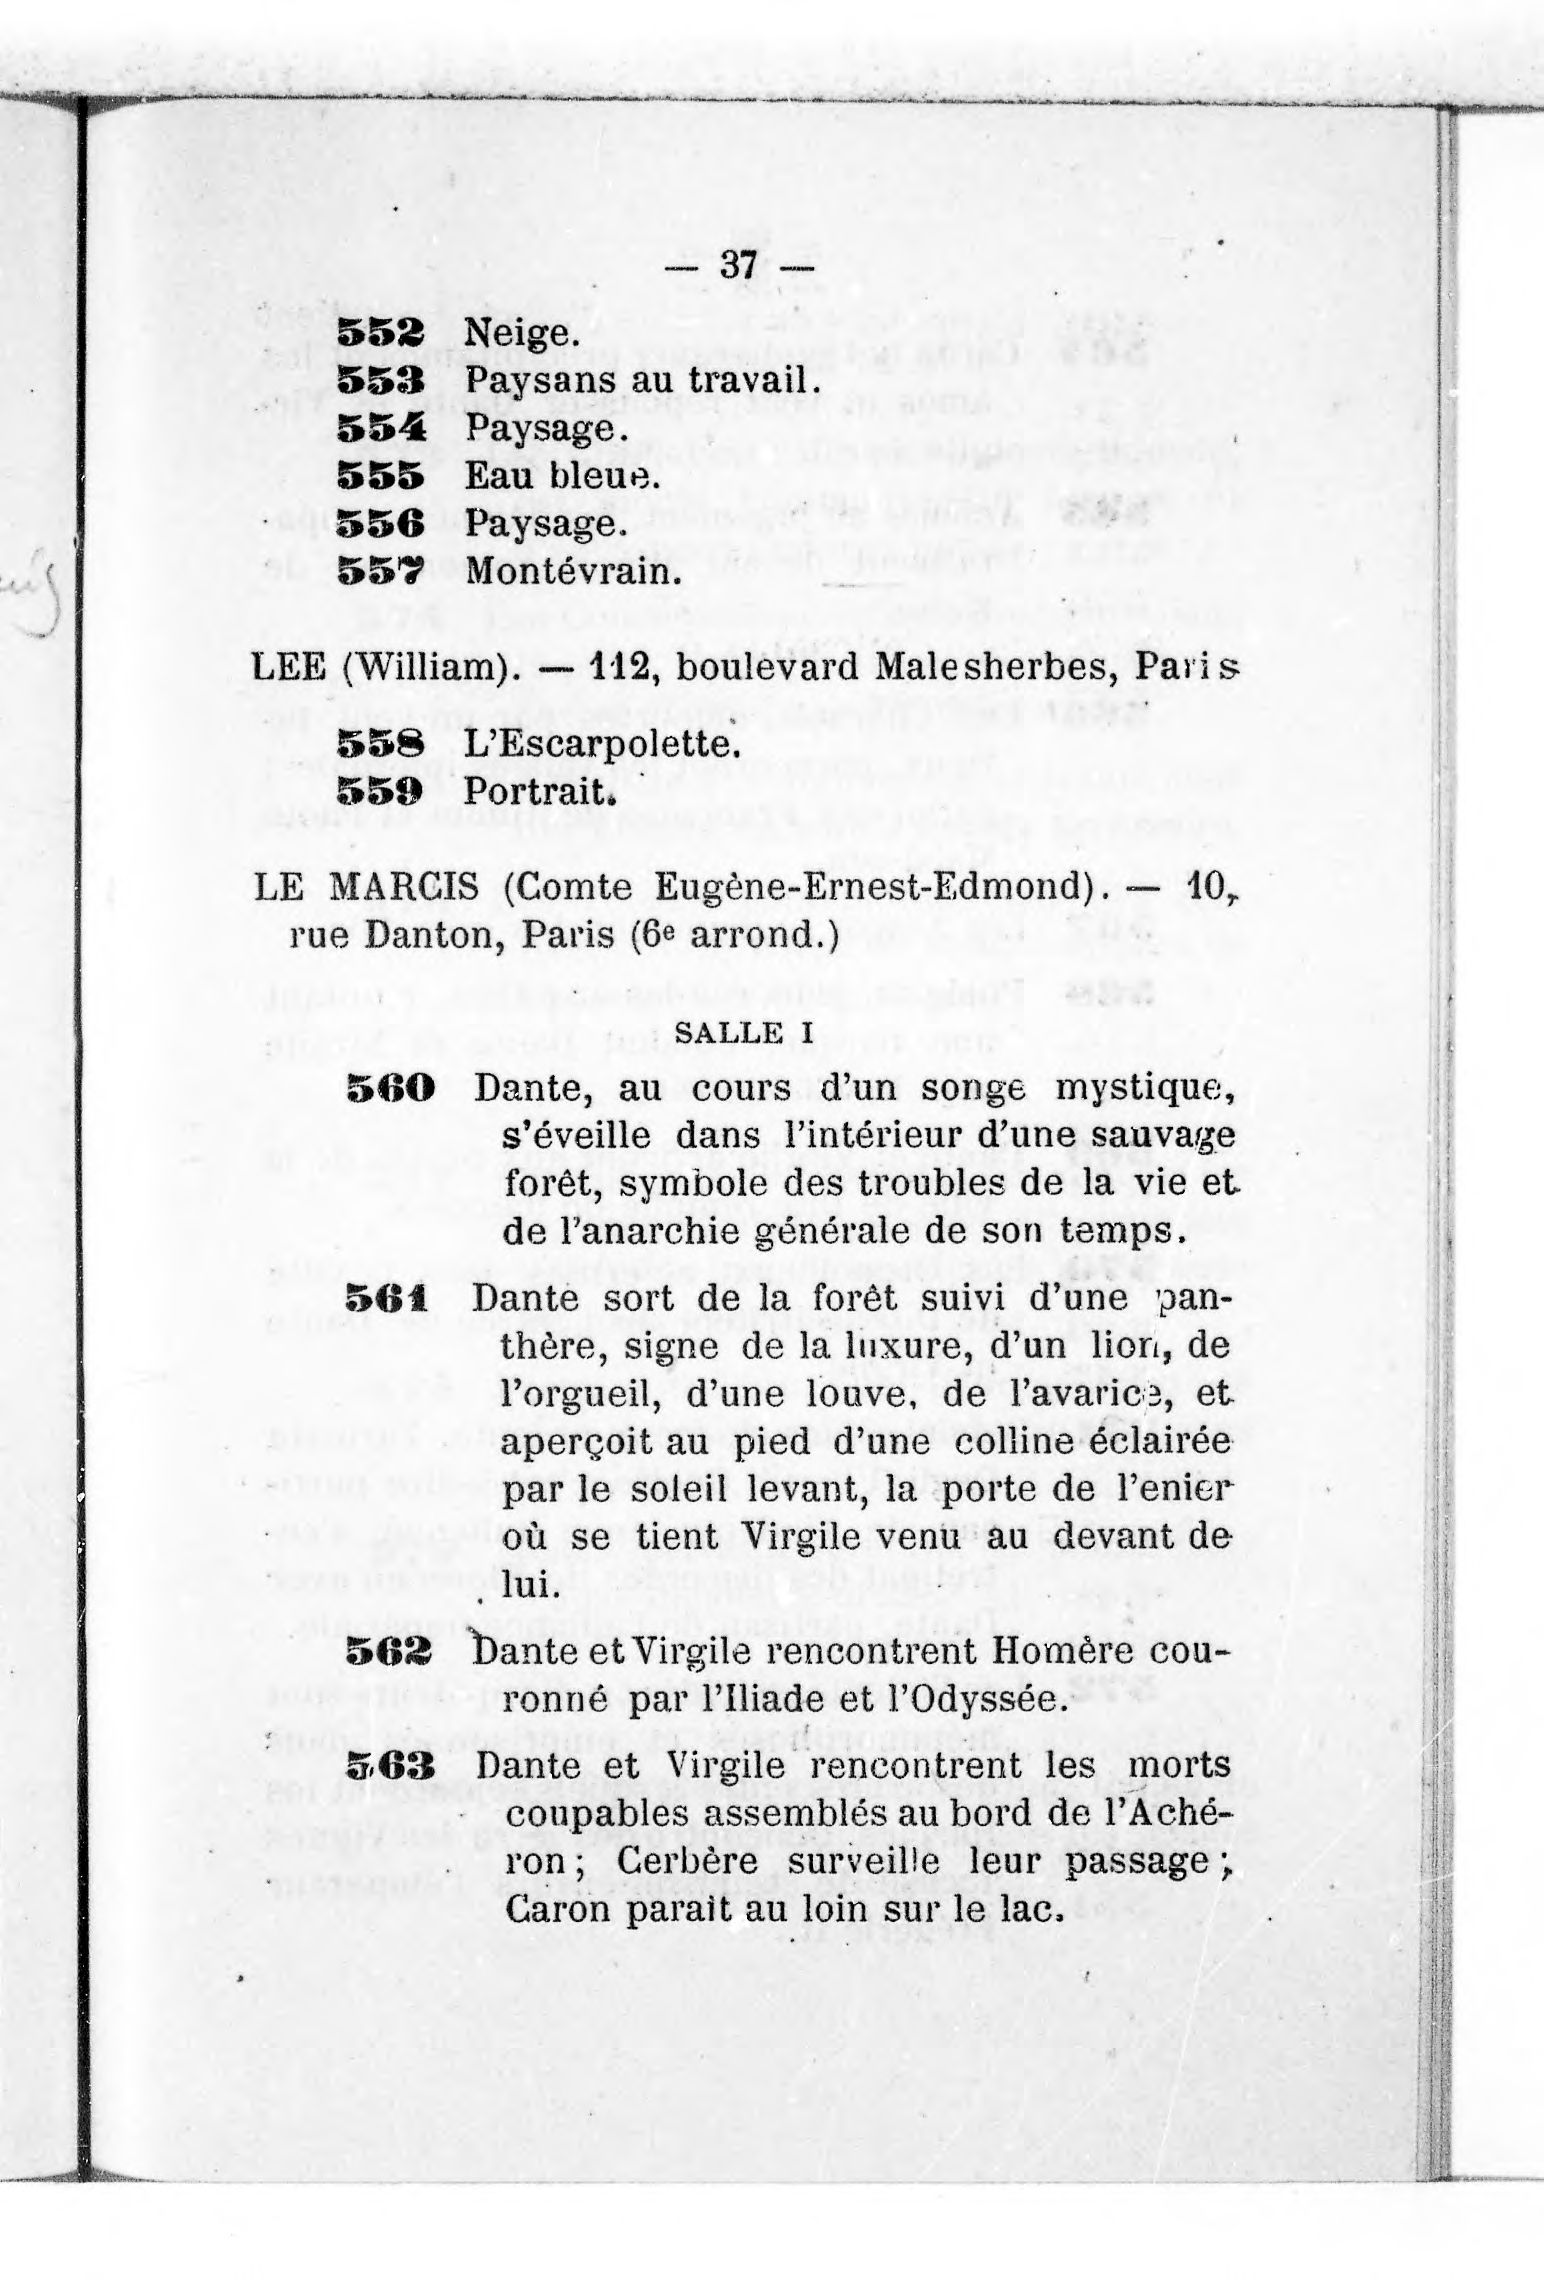 — 37 —
552 Neige.
553 Paysans au travail.
554 Paysage.
555 Eau bleue.
556 Paysage.
557 Montévrain.
LEE (William). — 112, boulevard Malesherbes, Paris
558 L'Escarpolette.
559 Portrait.
LE MARCIS (Comte Eugène-Ernest-Edmond). — 10,
rue Danton, Paris (6e arrond.)
SALLE I
560 Dante, au cours d'un songe mystique,
s'éveille dans l'intérieur d'une sauvage
forêt, symbole des troubles de la vie et
de l'anarchie générale de son temps.
561 Dante sort de la forêt suivi d'une pan-
thère, signe de la luxure, d'un lion, de
l'orgueil, d'une louve, de l'avarice, et
aperçoit au pied d'une colline éclairée
par le soleil levant, la porte de l'enfer
où se tient Virgile venu au devant de
lui.
562 Dante et Virgile rencontrent Homère cou-
ronné par l'Iliade et l'Odyssée.
563 Dante et Virgile rencontrent les morts
coupables assemblés au bord de l'Aché-
ron ; Cerbère surveille leur passage ;
Caron parait au loin sur le lac.